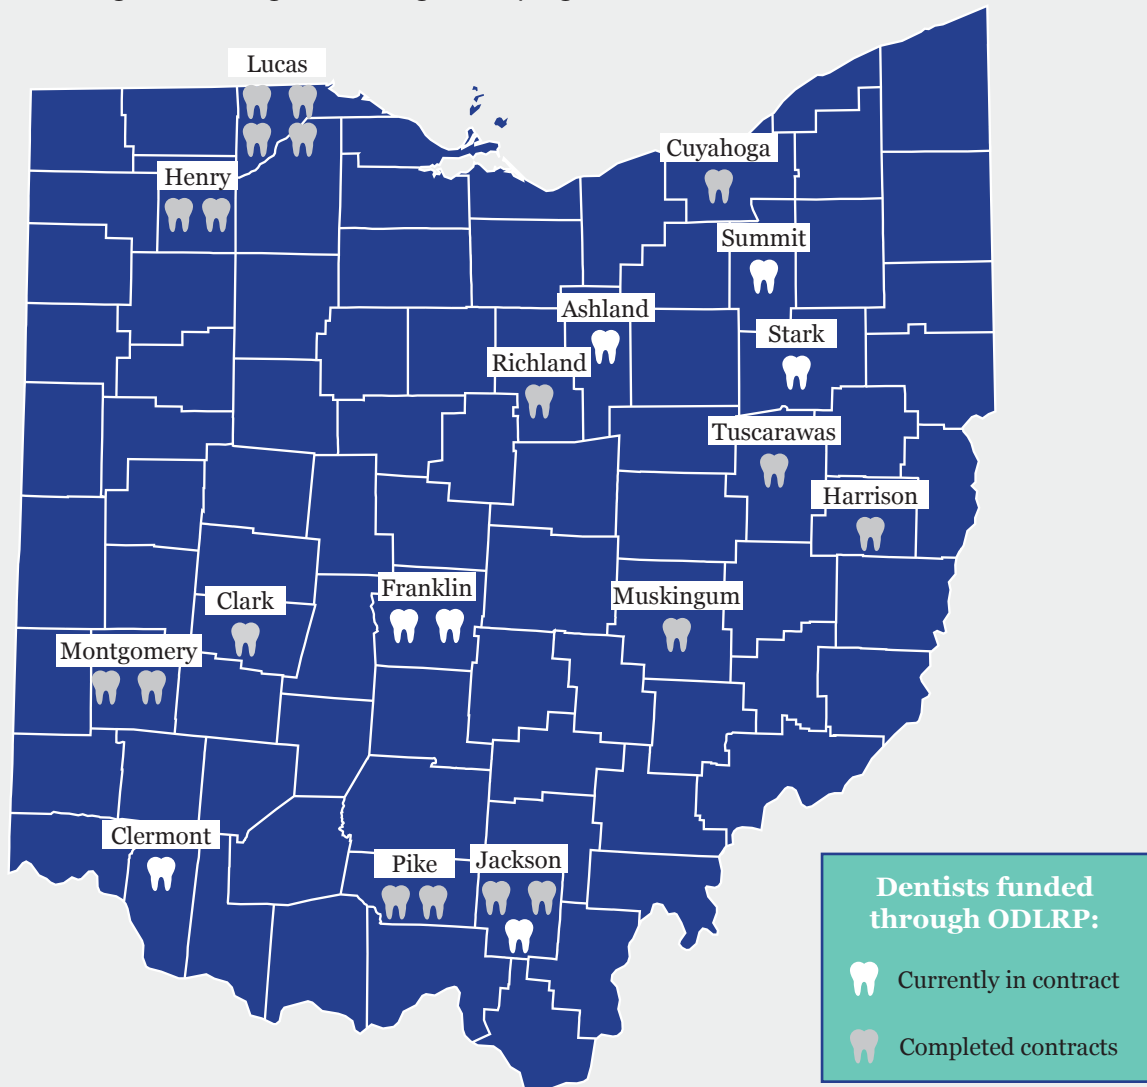 Lucas
Cuyahoga
Henry
Summit
Ashland
Stark
Richland
Tuscarawas
Harrison
Franklin
Muskingum
Clark
Montgomery
Clermont
Pike
Jackson
Dentists funded
through ODLRP:
Currently in contract
Completed contracts